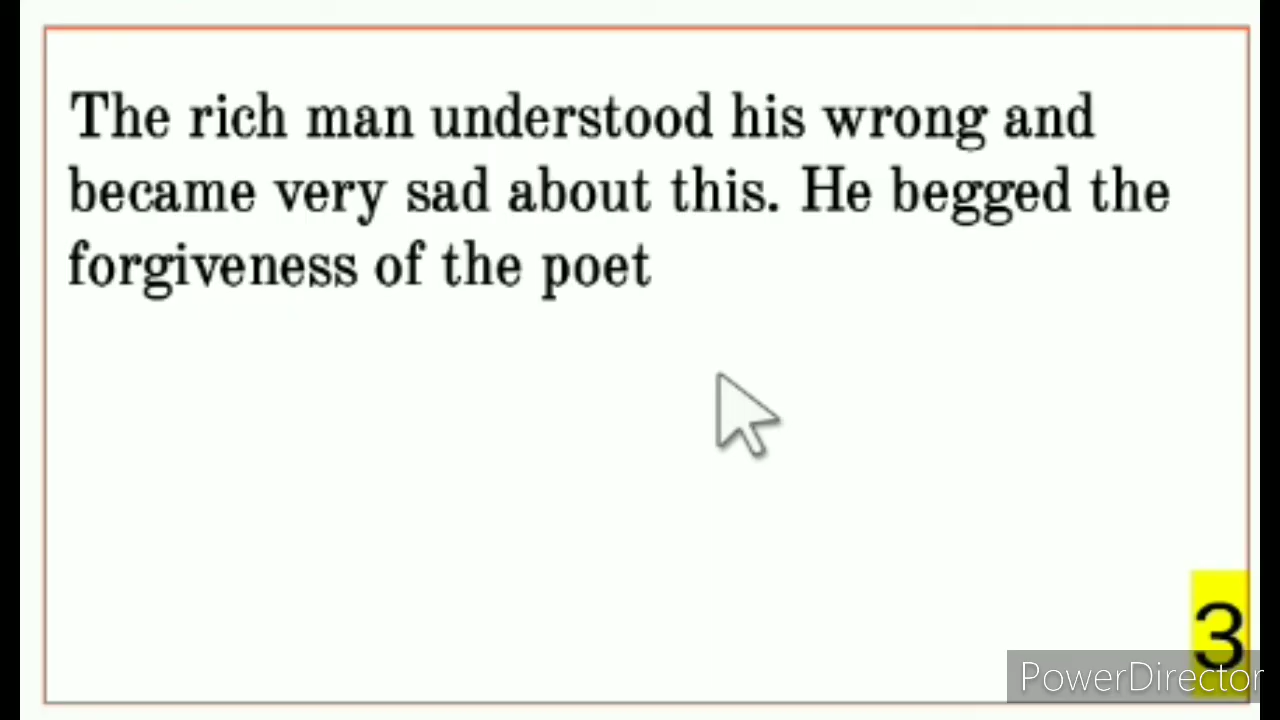 The rich man understood his wrong and
became very sad about this. He begged the
forgiveness of the poet
3
PowerDirector